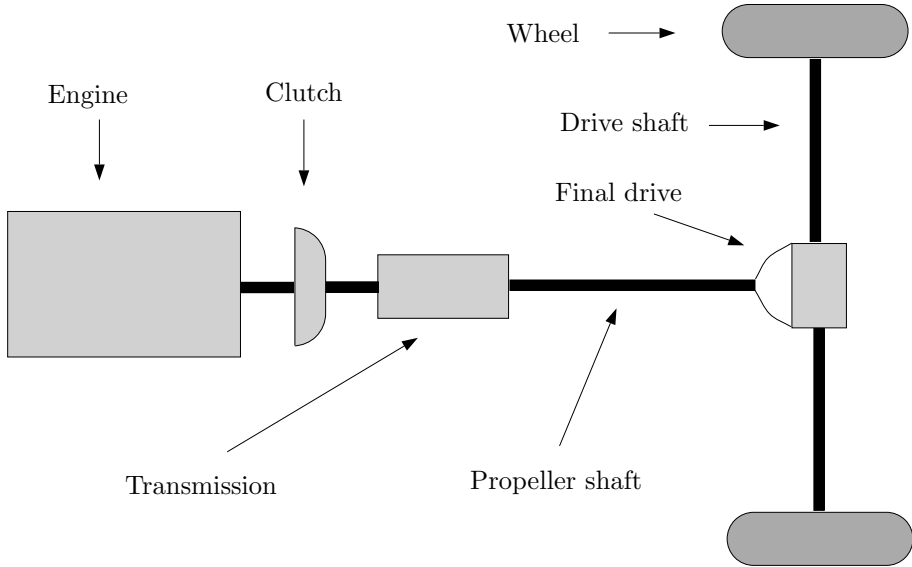 Wheel
Engine
Clutch
Drive shaft
Final drive
Transmission
Propeller shaft